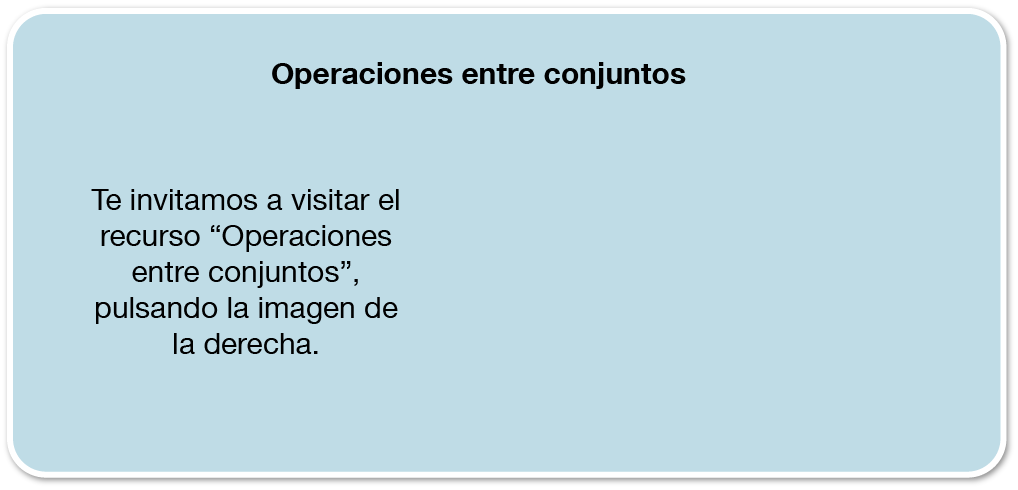 Operaciones entre conjuntos
Te invitamos a visitar el
recurso “Operaciones
entre conjuntos”,
pulsando la imagen de
la derecha.